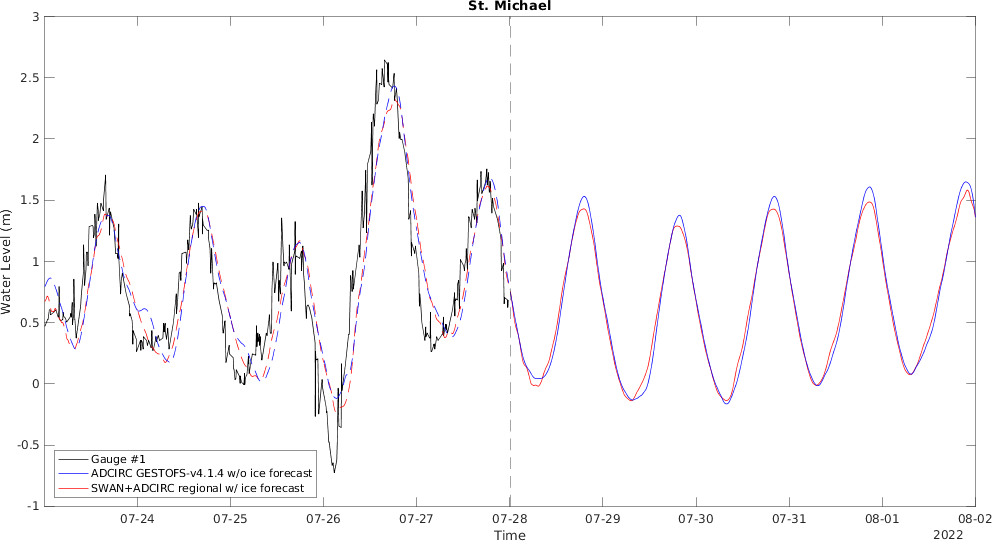 St. Michael
3
2.5
2
1.5
1
0.5
0
-0.5
-1
Water Level (m)
Gauge #1
ADCIRC GESTOFS-v4.1.4 w/o ice forecast
SWAN+ADCIRC regional w/ ice forecast
07-24 07-25 07-26 07-27 07-28 07-29 07-30 07-31 08-01 08-02
Time
2022